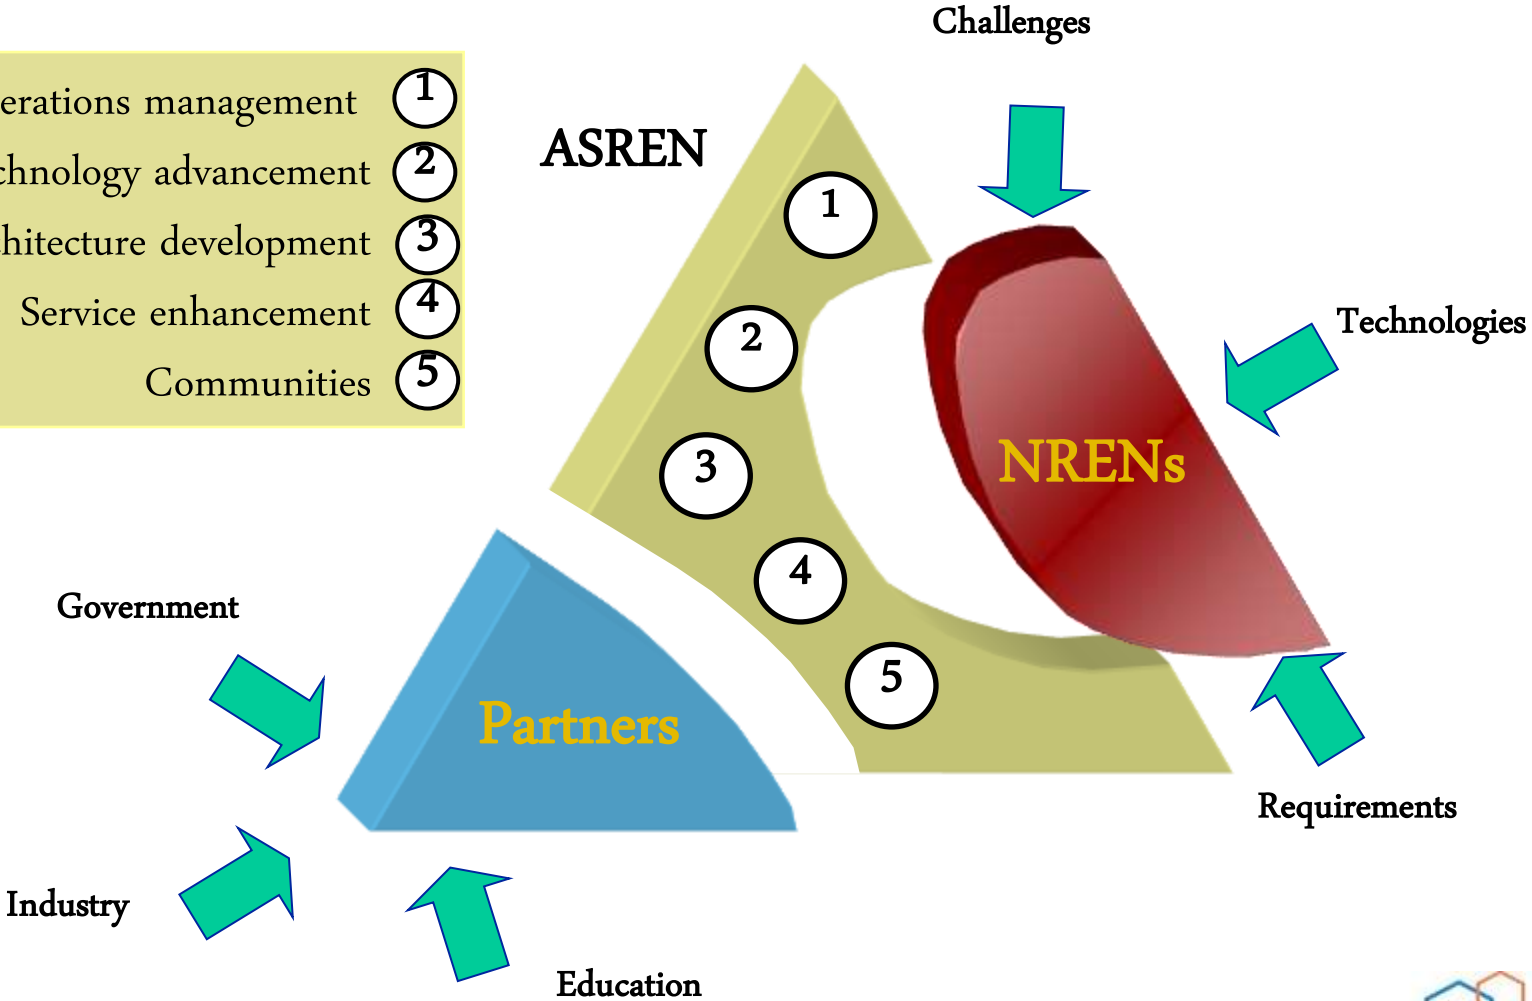 Challenges
erations management 1
chnology advancement 2
hitecture development 3
Service enhancement 4
Communities 5
ASREN
1
2
3
4
5
NRENs
Technologies
Requirements
Partners
Government
Industry
Education